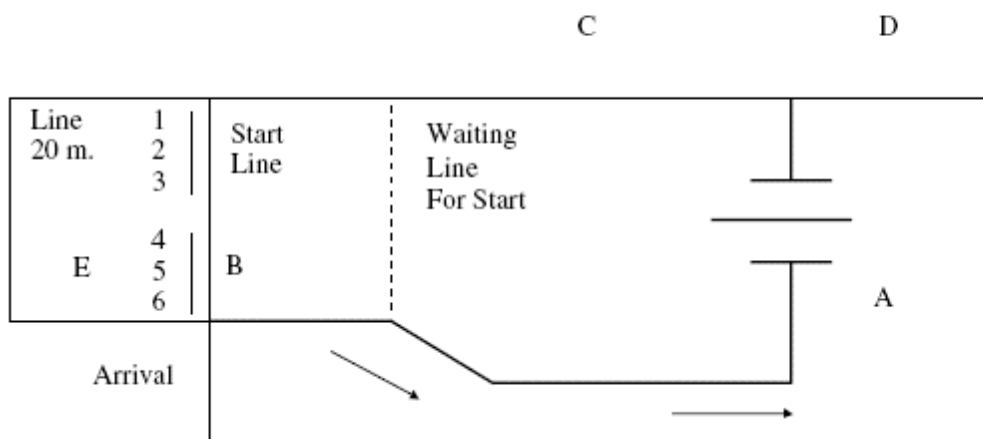 C
D
Line
20 m.
1
2
3
Start
Line
Waiting
Line
For Start
4
5
6
E
B
A
Arrival